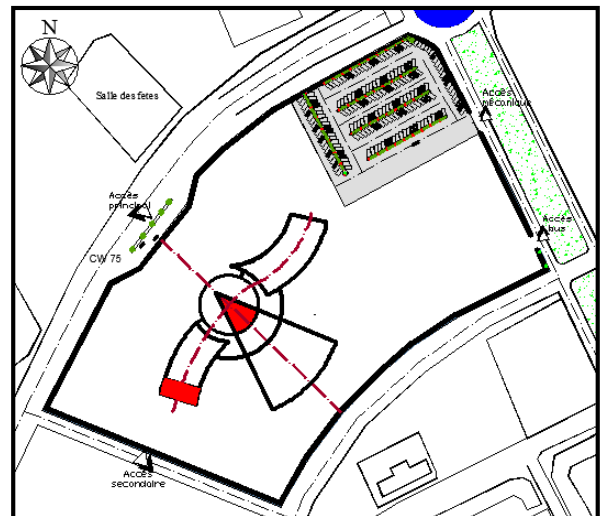 N
Salle des fetes
Accès
mécanique
Accès
principal
Accès
bus
CW 75
Accès
secondaire